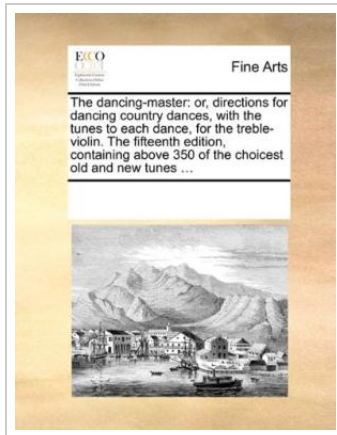 ECCO
Fine Arts
The dancing-master: or, directions for
dancing country dances, with the
tunes to each dance, for the treble-
violin. The fifteenth edition,
containing above 350 of the choicest
old and new tunes ...